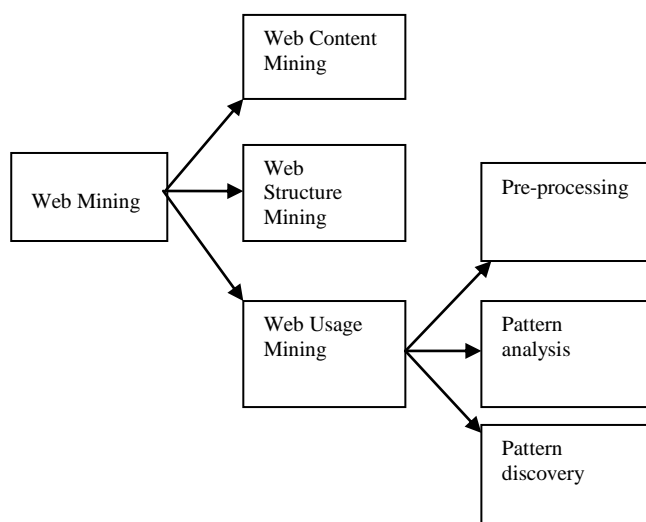 Web Content
Mining
Web Mining
Web
Structure
Mining
Pre-processing
Web Usage
Mining
Pattern
analysis
Pattern
discovery